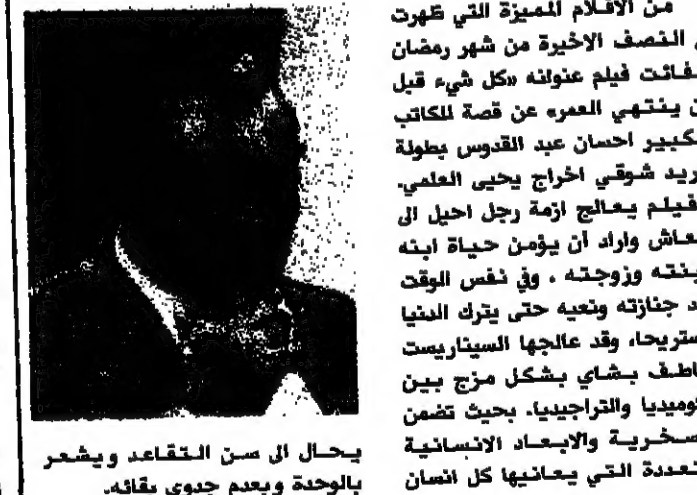 من الافلام المميزة التي ظهرت
النصف الاخيرة من شهر رمضان
فائت فيلم عنوانه «كل شيء قبل
ينتهي العمر» عن قصة للكاتب
كبير احسان عبد القدوس بطولة
ريد شوقي اخراج يحيى العلمي.
فيلم يعالج ازمة رجل احيل الى
عاش واراد ان يؤمن حياة ابنه
بنته وزوجته ، وفي نفس الوقت
جنازته ونعيه حتى يترك الدنيا
ستريحا، وقد عالجها السيناريست
اطف بشاي بشكل مزج بين
وميديا والتراجيديا. بحيث تضمن
سخرية والابعاد الانسانية
تعددة التي يعانيها كل انسان
يحال الى سن التقاعد ويشعر
بالوحدة وبعدم جدوى بقائه.